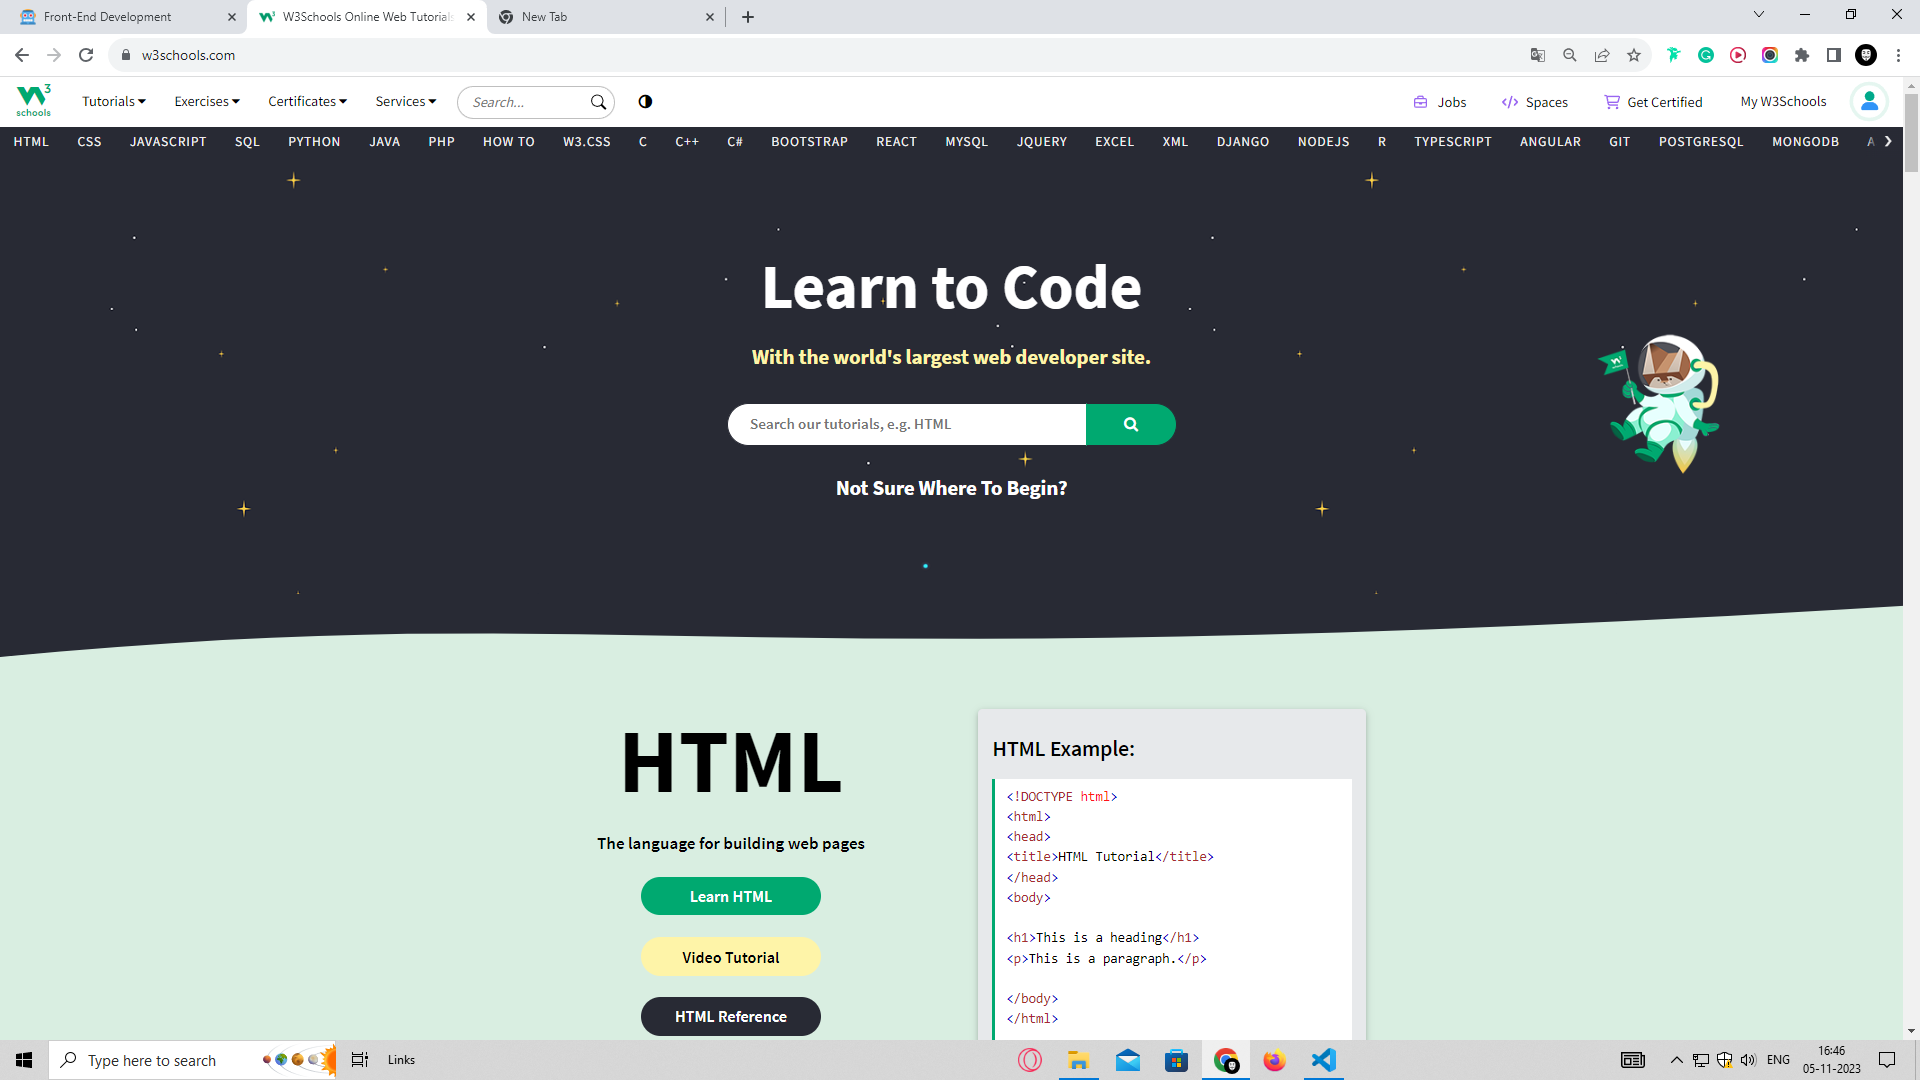 Front-End Development
W3Schools Online Web Tutorials
New Tab
w3schools.com
W3 schools
Tutorials
Exercises
Certificates
Services
Search...
Jobs
Spaces
Get Certified
My W3Schools
HTML CSS JAVASCRIPT SQL PYTHON JAVA PHP HOW TO W3.CSS C C++ C# BOOTSTRAP REACT MYSQL JQUERY EXCEL XML DJANGO NODEJS R TYPESCRIPT ANGULAR GIT POSTGRESQL MONGODB A
Learn to Code
With the world's largest web developer site.
Search our tutorials, e.g. HTML
Not Sure Where To Begin?
HTML
The language for building web pages
Learn HTML
Video Tutorial
HTML Reference
HTML Example:
<!DOCTYPE html>
<html>
<head>
<title>HTML Tutorial</title>
</head>
<body>
<h1>This is a heading</h1>
<p>This is a paragraph.</p>
</body>
</html>
Type here to search
Links
ENG
16:46
05-11-2023